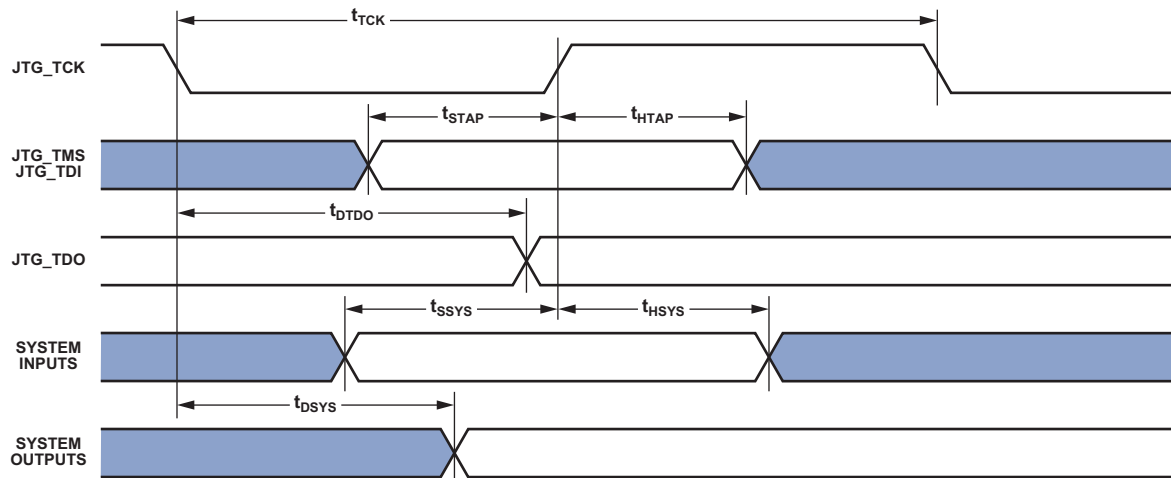 tTCK
JTG_TCK
tSTAP
tHTAP
JTG_TMS
JTG_TDI
tDTDO
JTG_TDO
tSSYS
tHSYS
SYSTEM
INPUTS
tDSYS
SYSTEM
OUTPUTS